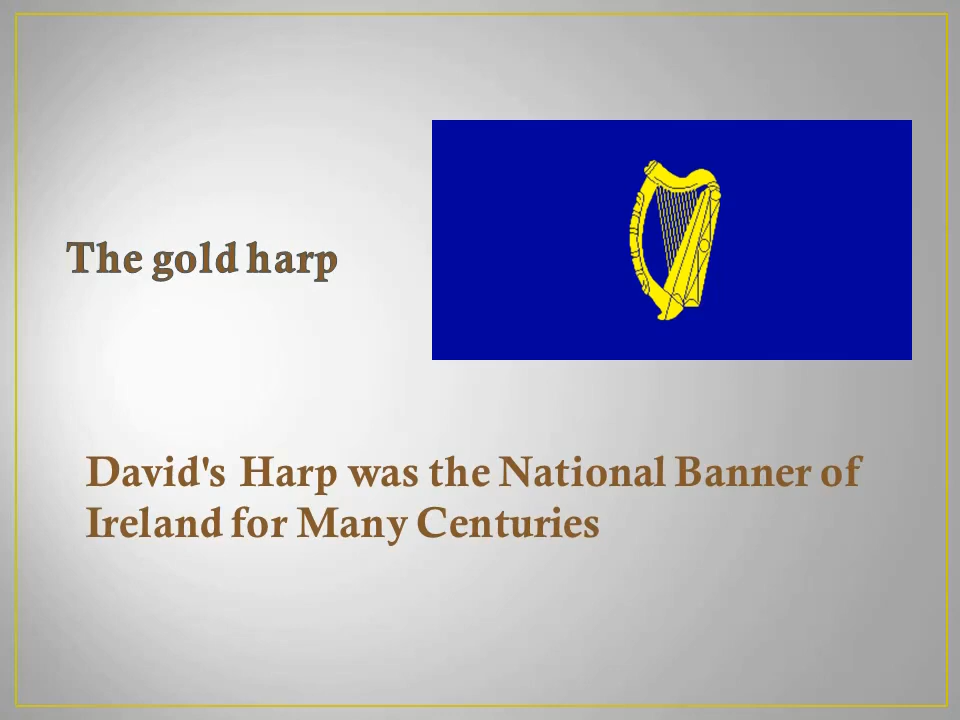 The gold harp
David's Harp was the National Banner of
Ireland for Many Centuries